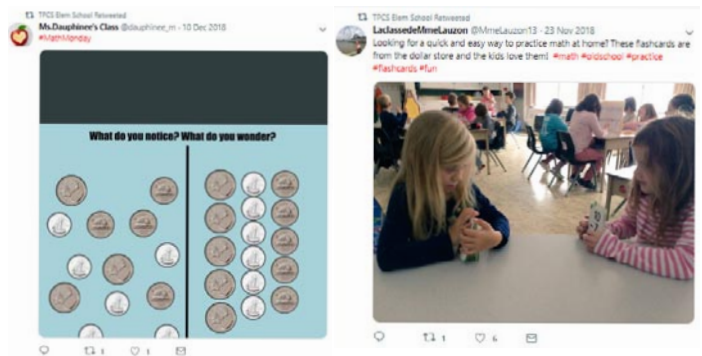 TPCS Elem School Retweeted
Ms.Dauphinee's Class @dauphinee_m · 10 Dec 2018
#MathMonday
What do you notice? What do you wonder?
1
1
TPCS Elem School Retweeted
LaclassedeMmeLauzon @MmeLauzon13 · 23 Nov 2018
Looking for a quick and easy way to practice math at home? These flashcards are
from the dollar store and the kids love them! #math #oldschool #practice
#flashcards #fun
1
6